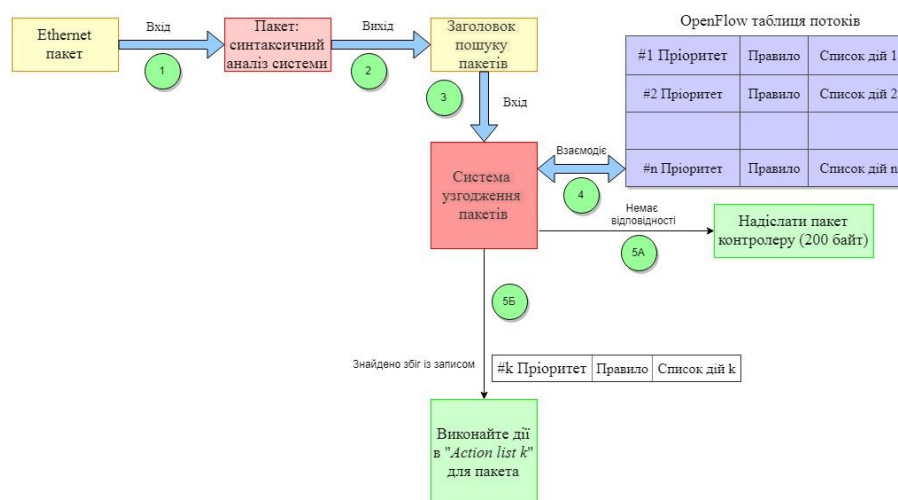 Ethernet
пакет
Вхід
1
Пакет:
синтаксичний
аналіз системи
Вихід
2
Заголовок
пошуку
пакетів
3
Вхід
OpenFlow таблиця потоків
#1 Пріоритет Правило Список дій 1
#2 Пріоритет Правило Список дій 2
#n Пріоритет Правило Список дій n
Система
узгодження
пакетів
Взаємодіє
4
Немає
відповідності
5А
Надіслати пакет
контролеру (200 байт)
5Б
Знайдено збіг із записом
#k Пріоритет Правило Список дій k
Виконайте дії
в "Action list k"
для пакета